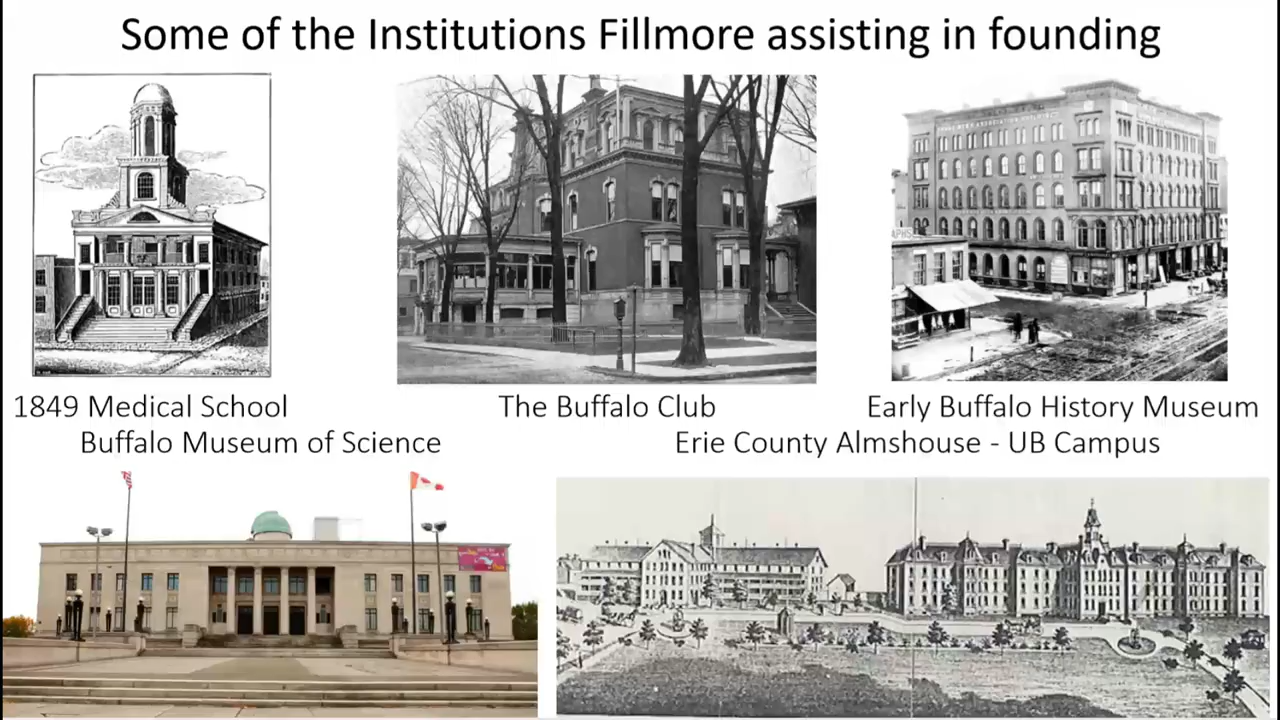 Some of the Institutions Fillmore assisting in founding
1849 Medical School
The Buffalo Club
Early Buffalo History Museum
Buffalo Museum of Science
Erie County Almshouse - UB Campus